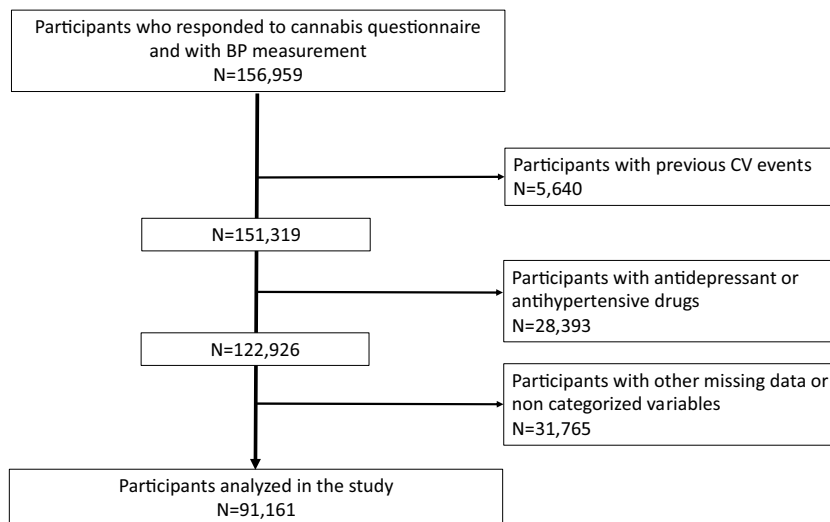 Participants who responded to cannabis questionnaire
and with BP measurement
N=156,959
Participants with previous CV events
N=5,640
N=151,319
Participants with antidepressant or
antihypertensive drugs
N=28,393
N=122,926
Participants with other missing data or
non categorized variables
N=31,765
Participants analyzed in the study
N=91,161